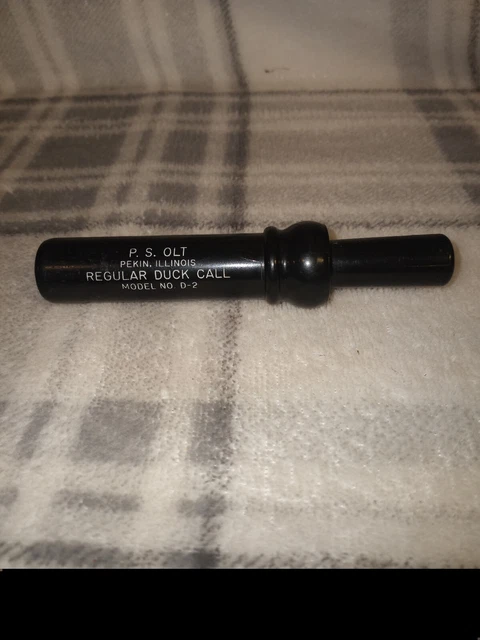 P. S. OLT
PEKIN, ILLINOIS
REGULAR DUCK CALL
MODEL NO. D-2